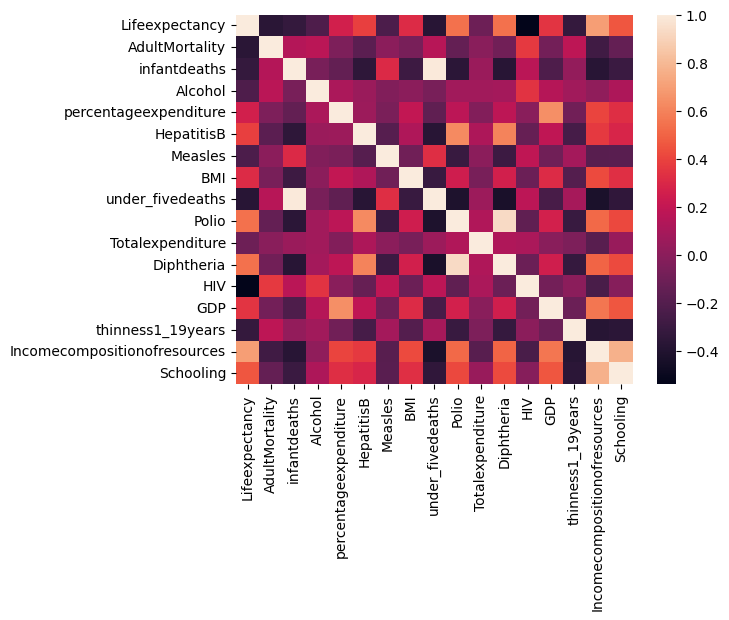 Lifeexpectancy
AdultMortality
infantdeaths
Alcohol
percentageexpenditure
HepatitisB
Measles
BMI
under_fivedeaths
Polio
Totalexpenditure
Diphtheria
HIV
GDP
thinness1_19years
Incomecompositionofresources
Schooling
Lifeexpectancy
AdultMortality
infantdeaths
Alcohol
percentageexpenditure
HepatitisB
Measles
BMI
under_fivedeaths
Polio
Totalexpenditure
Diphtheria
HIV
GDP
thinness1_19years
Incomecompositionofresources
Schooling
1.0
0.8
0.6
0.4
0.2
0.0
−0.2
−0.4